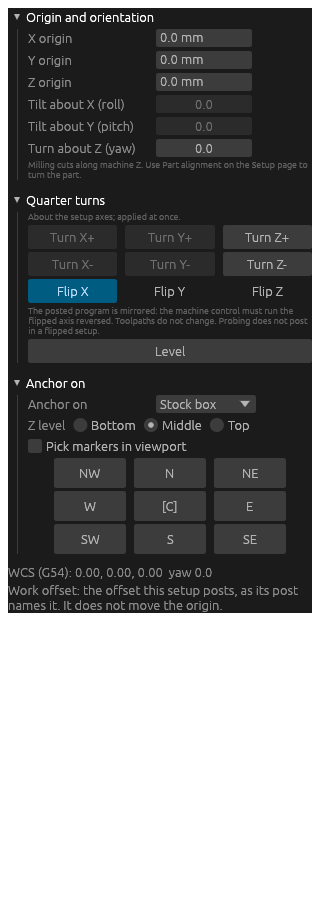 Origin and orientation
X origin 0.0 mm
Y origin 0.0 mm
Z origin 0.0 mm
Tilt about X (roll) 0.0
Tilt about Y (pitch) 0.0
Turn about Z (yaw) 0.0
Milling cuts along machine Z. Use Part alignment on the Setup page to
turn the part.
Quarter turns
About the setup axes; applied at once.
Turn X+ Turn Y+ Turn Z+
Turn X- Turn Y- Turn Z-
Flip X Flip Y Flip Z
The posted program is mirrored: the machine control must run the
flipped axis reversed. Toolpaths do not change. Probing does not post
in a flipped setup.
Level
Anchor on
Anchor on Stock box
Z level Bottom Middle Top
Pick markers in viewport
NW N NE
W [C] E
SW S SE
WCS (G54): 0.00, 0.00, 0.00 yaw 0.0
Work offset: the offset this setup posts, as its post
names it. It does not move the origin.